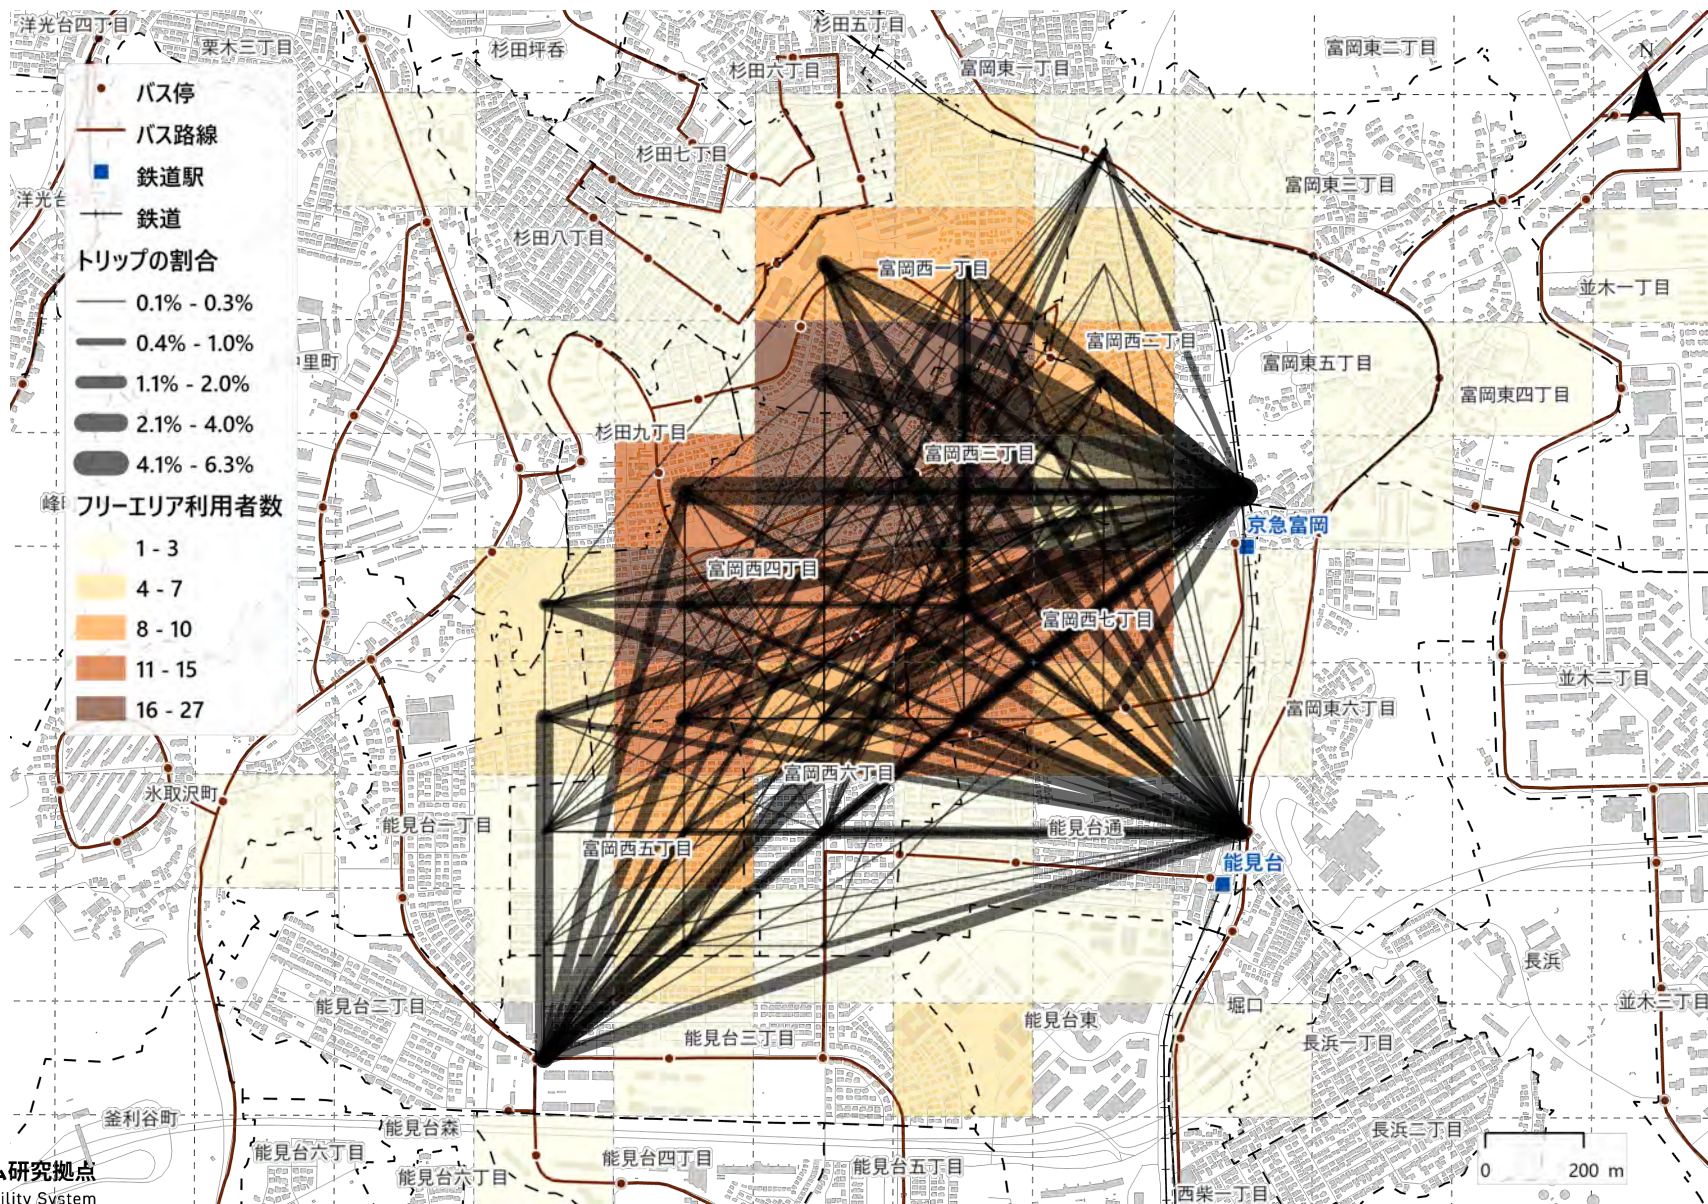 洋光台四丁目
栗木三丁目
杉田坪呑
杉田五丁目
杉田六丁目
富岡東一丁目
富岡東二丁目
N
バス停
バス路線
鉄道駅
鉄道
トリップの割合
0.1% - 0.3%
0.4% - 1.0%
1.1% - 2.0%
2.1% - 4.0%
4.1% - 6.3%
フリーエリア利用者数
1 - 3
4 - 7
8 - 10
11 - 15
16 - 27
洋光台
杉田七丁目
富岡東三丁目
杉田八丁目
富岡西一丁目
並木一丁目
里町
富岡西二丁目
富岡東五丁目
富岡東四丁目
杉田九丁目
富岡西三丁目
峰町
京急富岡
富岡西四丁目
富岡西七丁目
並木二丁目
富岡東六丁目
富岡西六丁目
氷取沢町
能見台一丁目
能見台通
富岡西五丁目
能見台
長浜
能見台二丁目
堀口
並木三丁目
能見台東
能見台三丁目
長浜一丁目
釜利谷町
能見台森
長浜二丁目
能見台六丁目
能見台四丁目
能見台五丁目
能見台六丁目
西柴一丁目
0 200 m
研究拠点
ility System